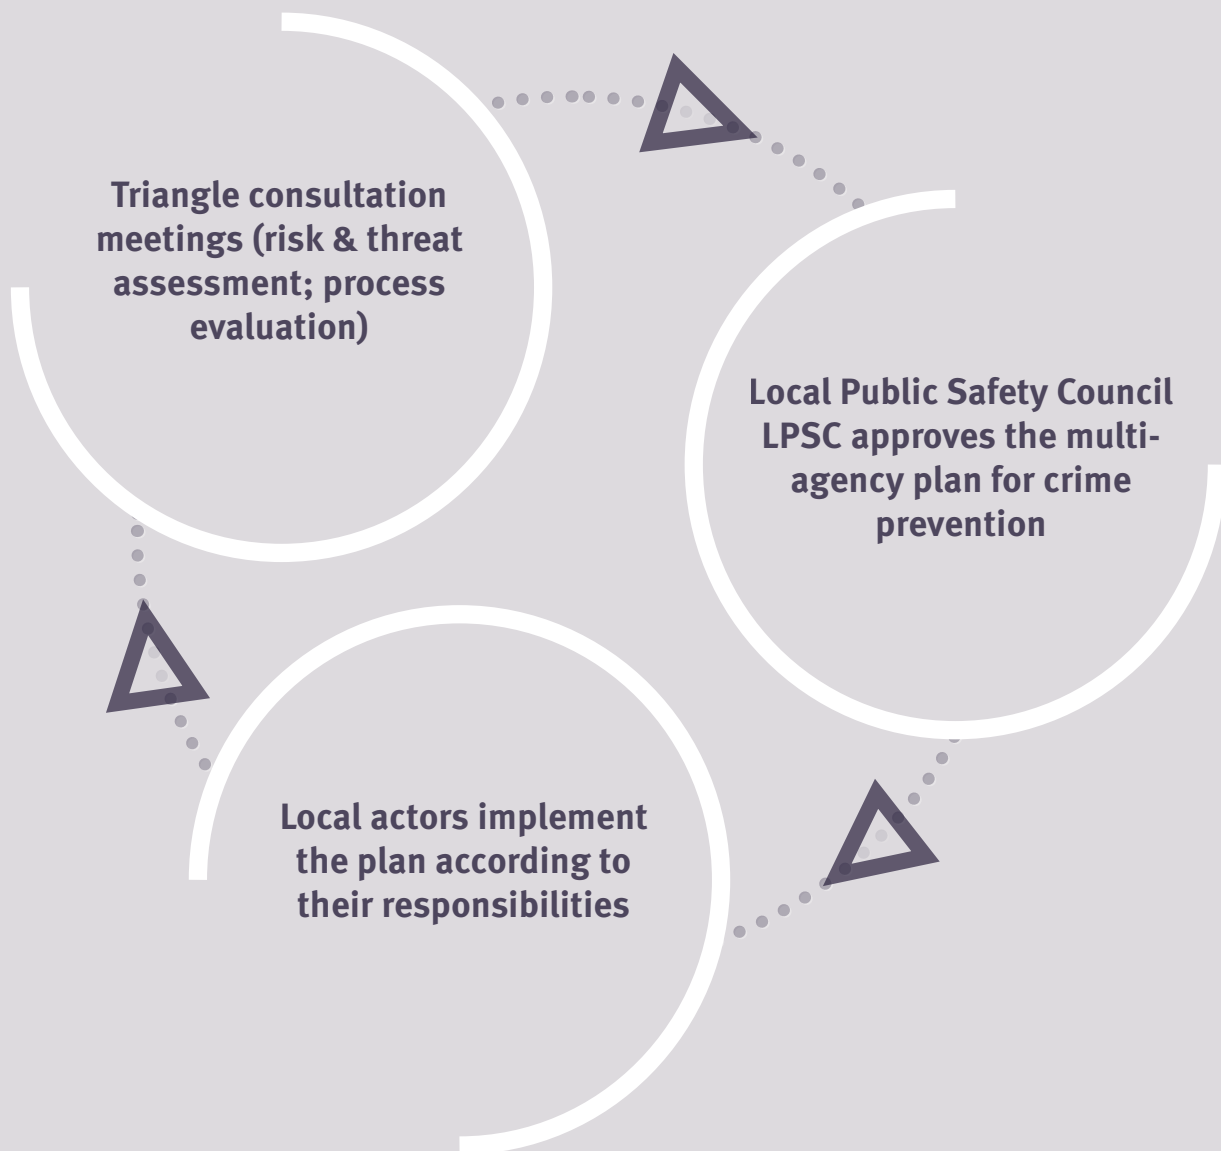 Triangle consultation
meetings (risk & threat
assessment; process
evaluation)
Local Public Safety Council
LPSC approves the multi-
agency plan for crime
prevention
Local actors implement
the plan according to
their responsibilities